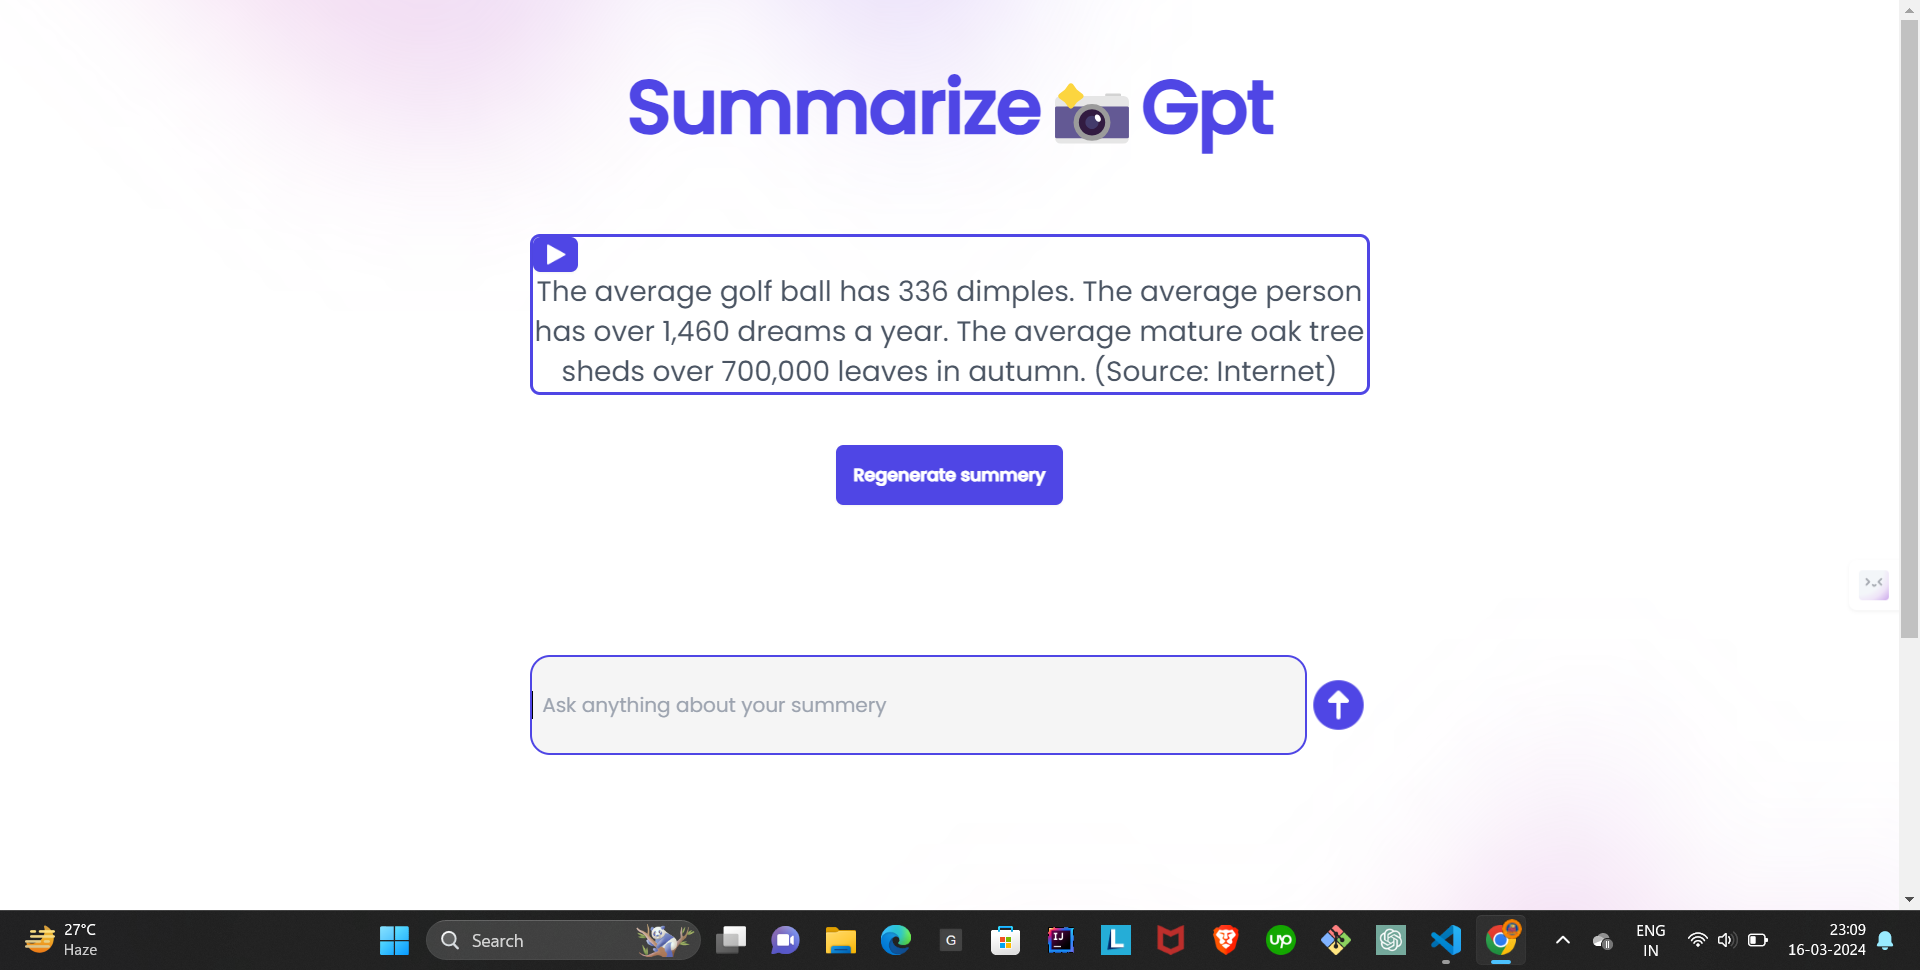 Summarize Gpt
The average golf ball has 336 dimples. The average person
has over 1,460 dreams a year. The average mature oak tree
sheds over 700,000 leaves in autumn. (Source: Internet)
Regenerate summery
Ask anything about your summery
27°C
Haze
Search
G
IJ
L
up
ENG
IN
23:09
16-03-2024